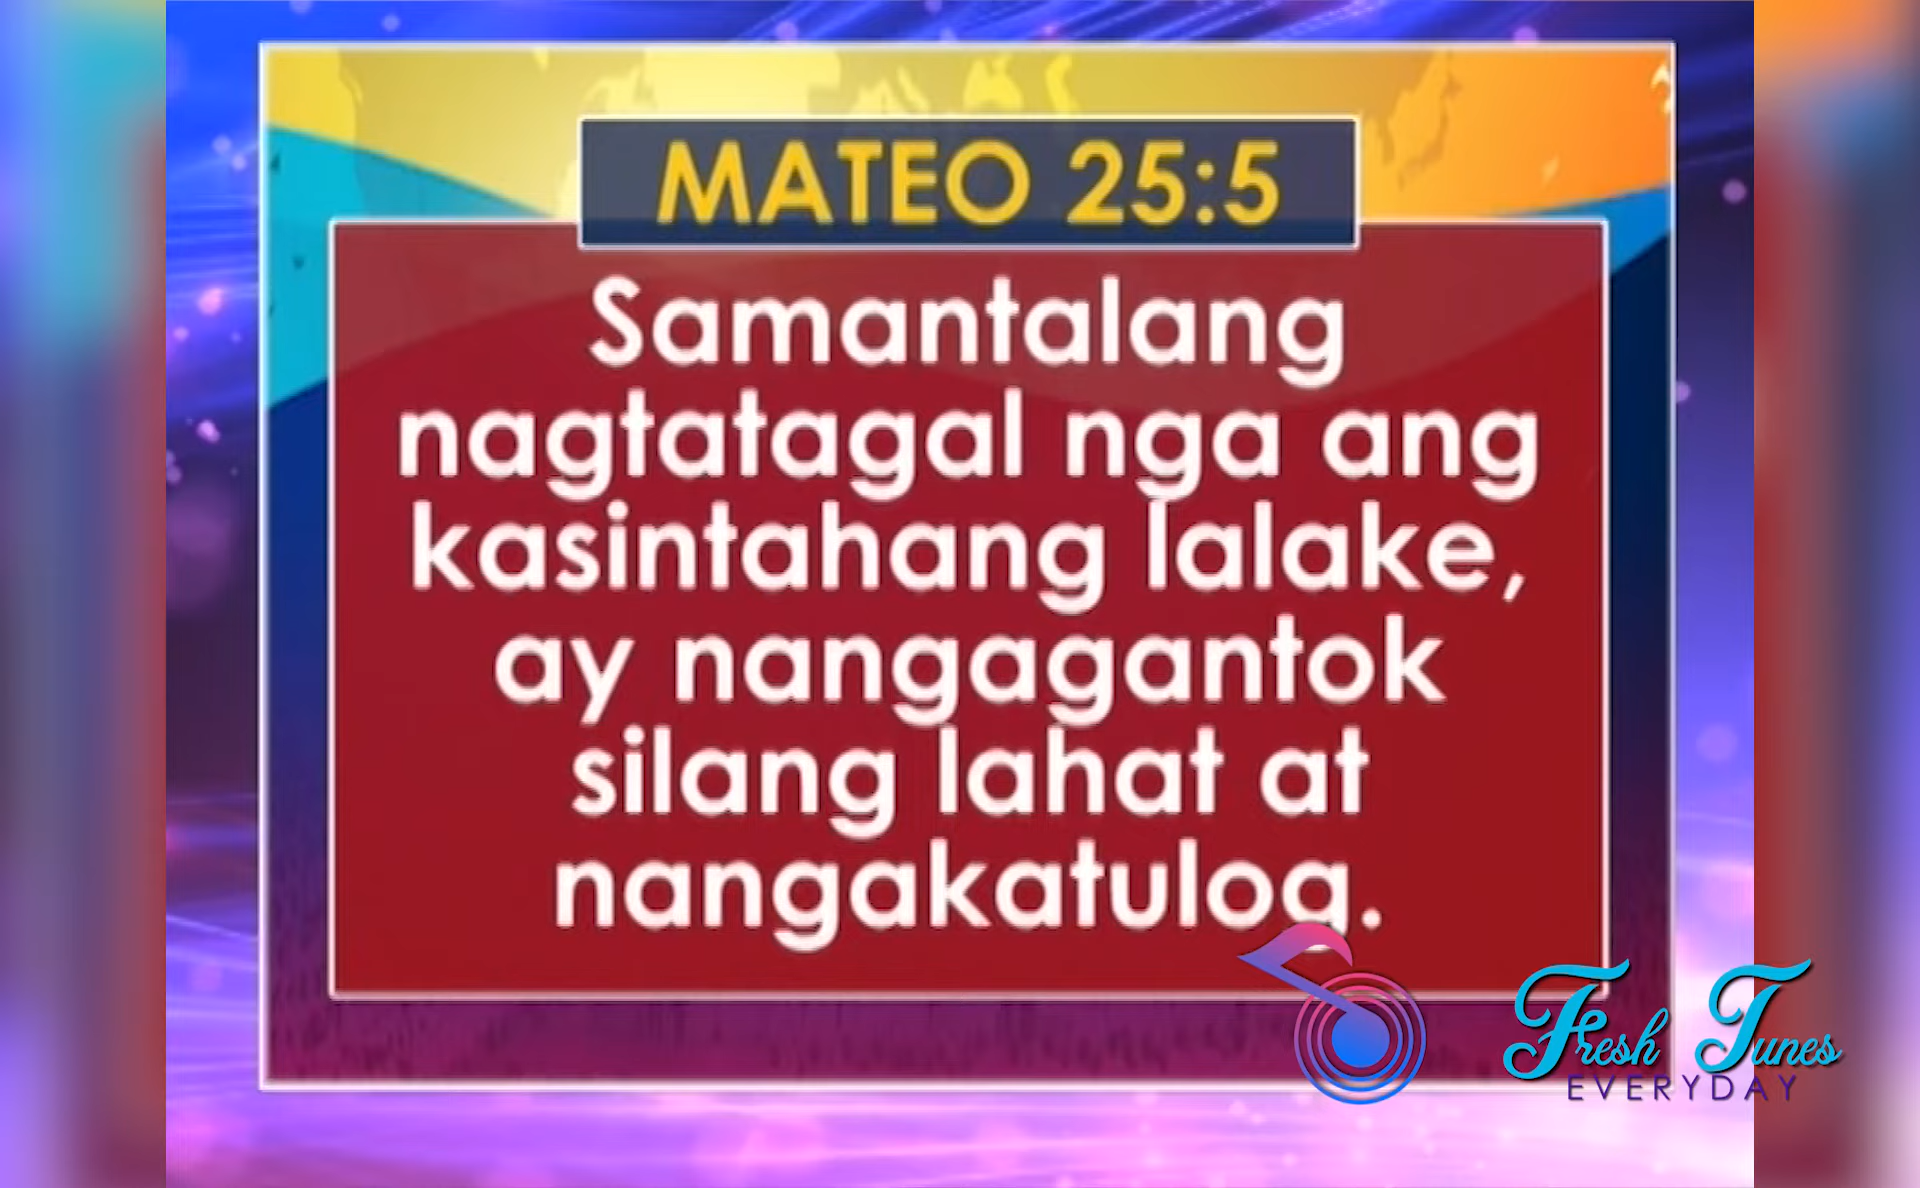 MATEO 25:5
Samantalang
nagtatagal nga ang
kasintahang lalake,
ay nangagantok
silang lahat at
nangakatulog.
Fresh Tunes
EVERYDAY